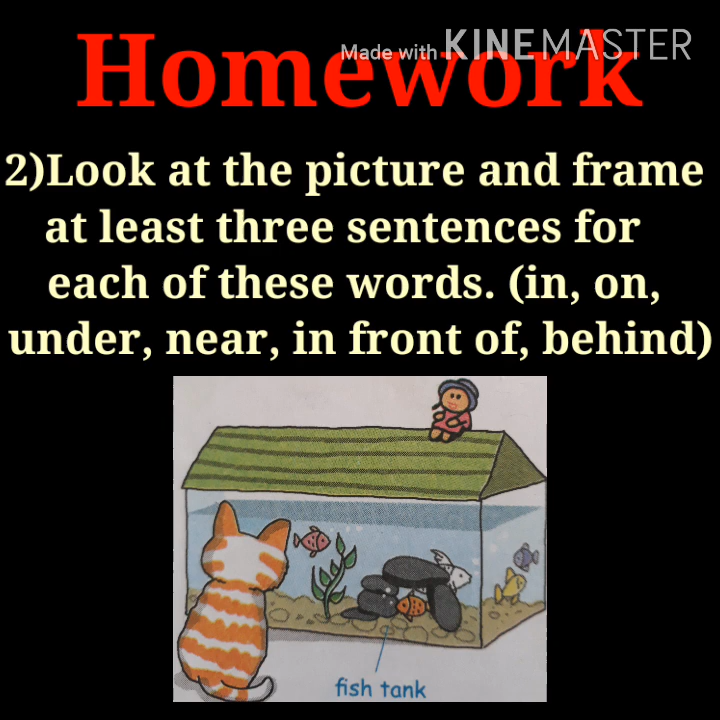 Made with KINEMASTER
Homework
2)Look at the picture and frame
at least three sentences for
each of these words. (in, on,
under, near, in front of, behind)
fish tank